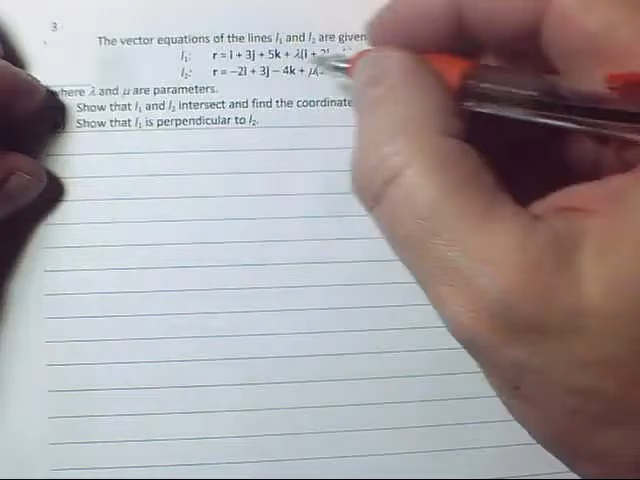 3
The vector equations of the lines l₁ and l₂ are given
l₁: r = i + 3j + 5k + λ(i +
l₂: r = −2i + 3j − 4k + μ(
where λ and μ are parameters.
Show that l₁ and l₂ intersect and find the coordinate
Show that l₁ is perpendicular to l₂.